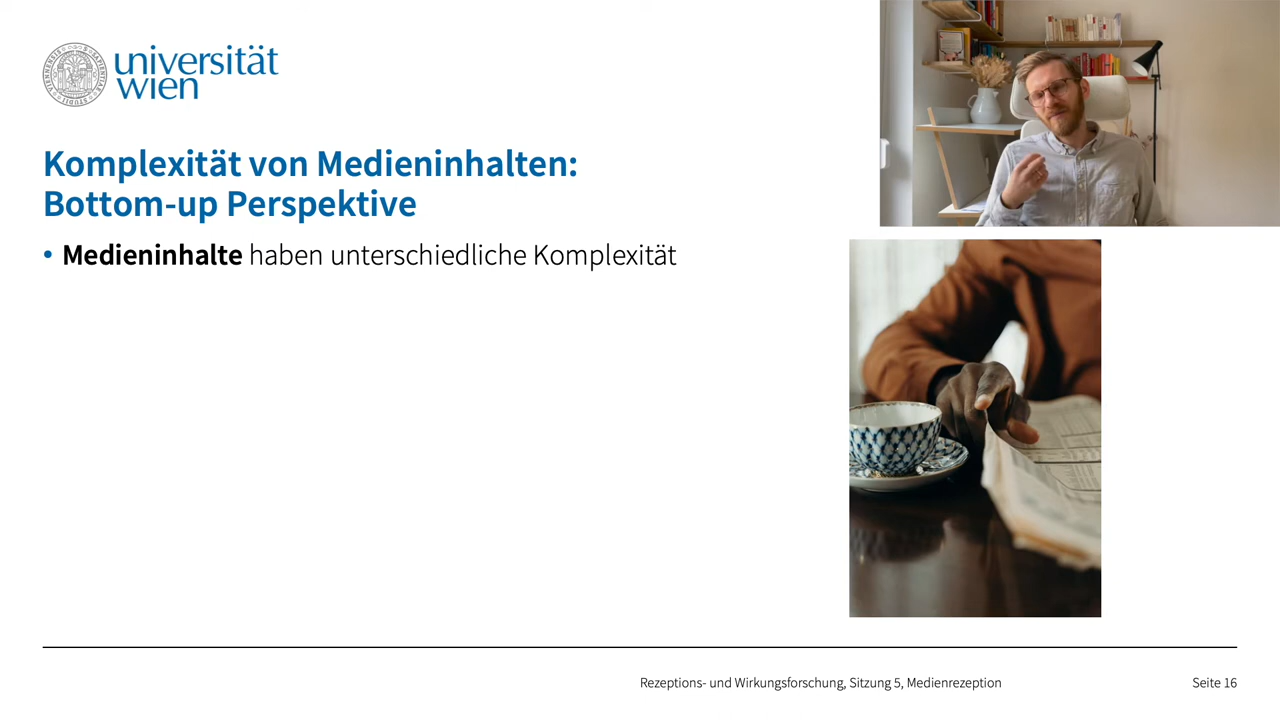 universität
wien
Komplexität von Medieninhalten:
Bottom-up Perspektive
• Medieninhalte haben unterschiedliche Komplexität
Rezeptions- und Wirkungsforschung, Sitzung 5, Medienrezeption
Seite 16